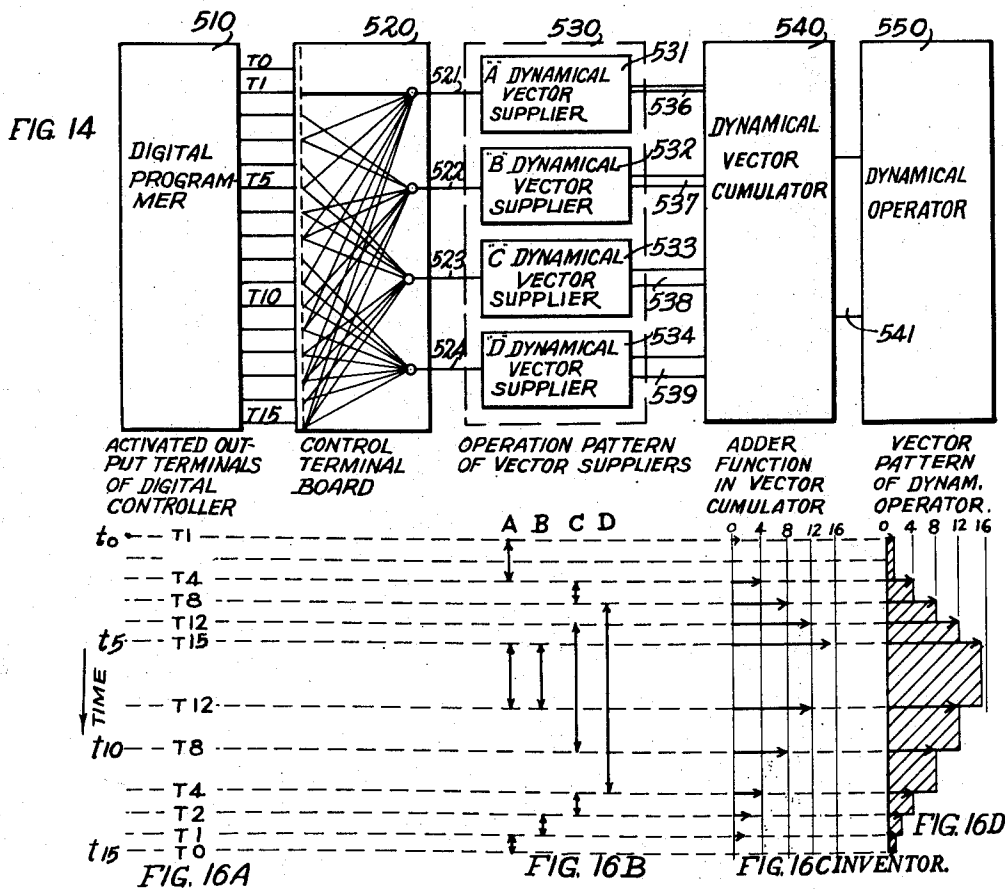 510
520
530
540
550
FIG. 14
DIGITAL
PROGRAM-
MER
T0
T1
T5
T10
T15
521
522
523
524
"A" DYNAMICAL
VECTOR
SUPPLIER
"B" DYNAMICAL
VECTOR
SUPPLIER
"C" DYNAMICAL
VECTOR
SUPPLIER
"D" DYNAMICAL
VECTOR
SUPPLIER
531
536
532
537
533
538
534
539
DYNAMICAL
VECTOR
CUMULATOR
541
DYNAMICAL
OPERATOR
ACTIVATED OUT-
PUT TERMINALS
OF DIGITAL
CONTROLLER
CONTROL
TERMINAL
BOARD
OPERATION PATTERN
OF VECTOR SUPPLIERS
ADDER
FUNCTION
IN VECTOR
CUMULATOR
VECTOR
PATTERN
OF DYNAM.
OPERATOR.
A B C D
0 4 8 12 16
0 4 8 12 16
t0 T1
T4
T8
T12
t5 T15
TIME
T12
t10 T8
T4
T2
T1
t15 T0
FIG. 16A
FIG. 16B
FIG. 16C
INVENTOR.
FIG. 16D